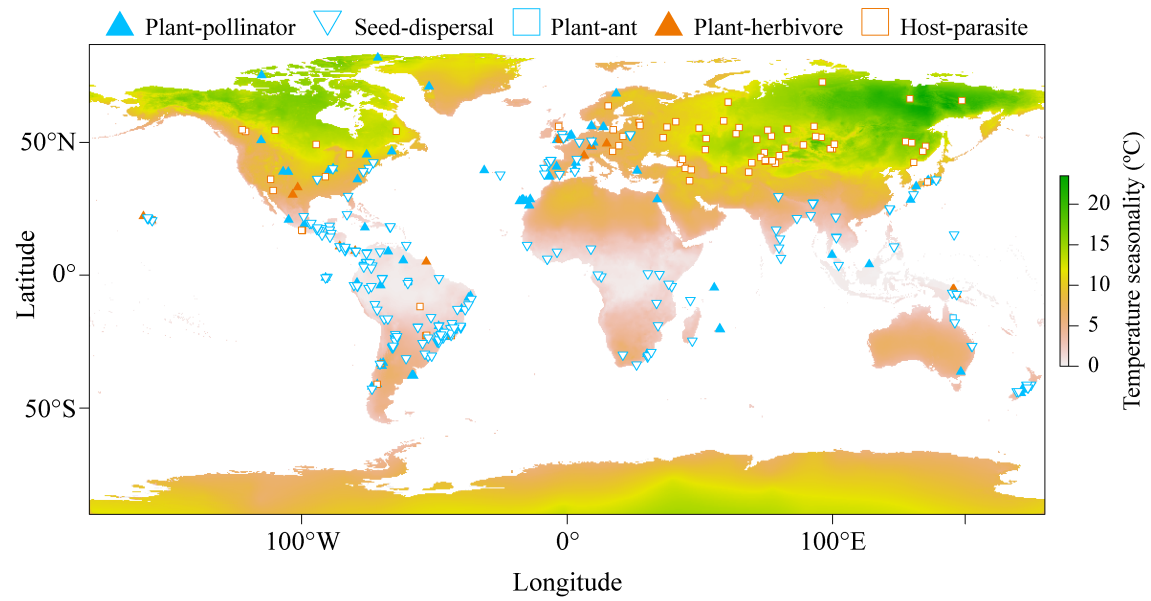 Plant-pollinator Seed-dispersal Plant-ant Plant-herbivore Host-parasite
50°N
0°
50°S
Latitude
100°W 0° 100°E
Longitude
20
15
10
5
0
Temperature seasonality (ºC)